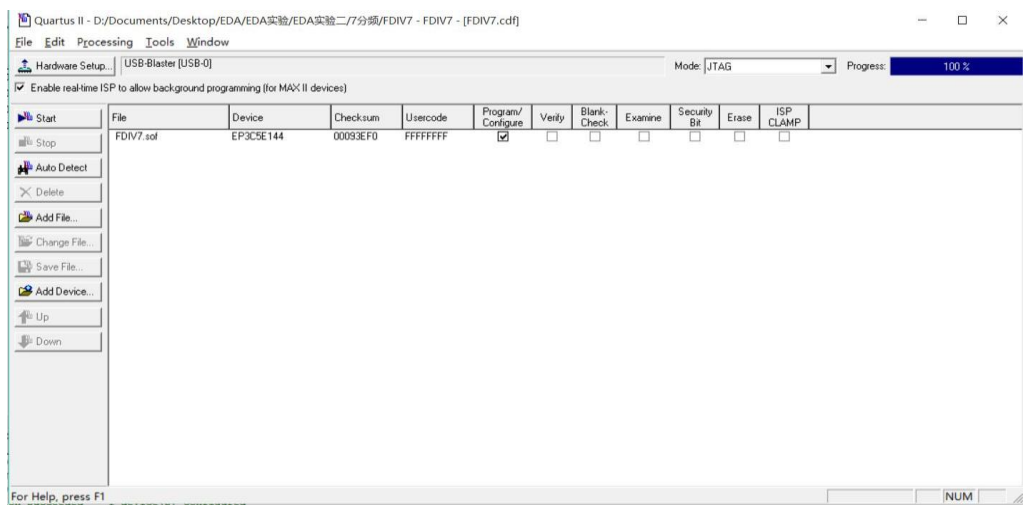 Quartus II - D:/Documents/Desktop/EDA/EDA实验/EDA实验二/7分频/FDIV7 - FDIV7 - [FDIV7.cdf]
File Edit Processing Tools Window
Hardware Setup... USB-Blaster [USB-0] Mode: JTAG Progress: 100 %
Enable real-time ISP to allow background programming (for MAX II devices)
Start
Stop
Auto Detect
Delete
Add File...
Change File...
Save File...
Add Device...
Up
Down
File Device Checksum Usercode Program/Configure Verify Blank-Check Examine Security Bit Erase ISP CLAMP
FDIV7.sof EP3C5E144 00093EF0 FFFFFFFF
For Help, press F1 NUM